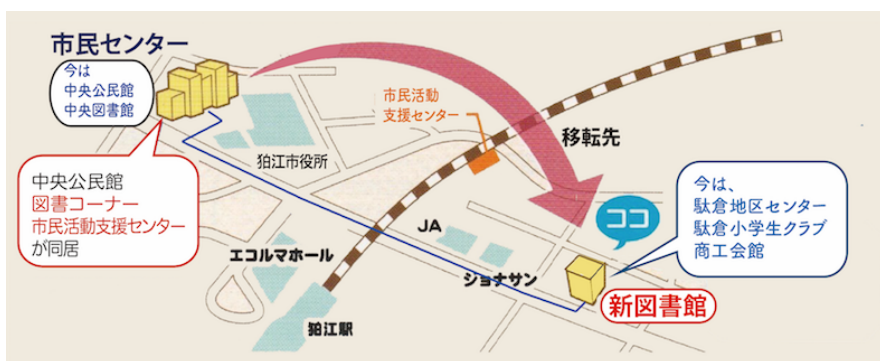 市民センター
今は
中央公民館
中央図書館
中央公民館
図書コーナー
市民活動支援センター
が同居
狛江市役所
市民活動
支援センター
移転先
ココ
今は、
駄倉地区センター
駄倉小学生クラブ
商工会館
JA
エコルマホール
ショナサン
新図書館
狛江駅